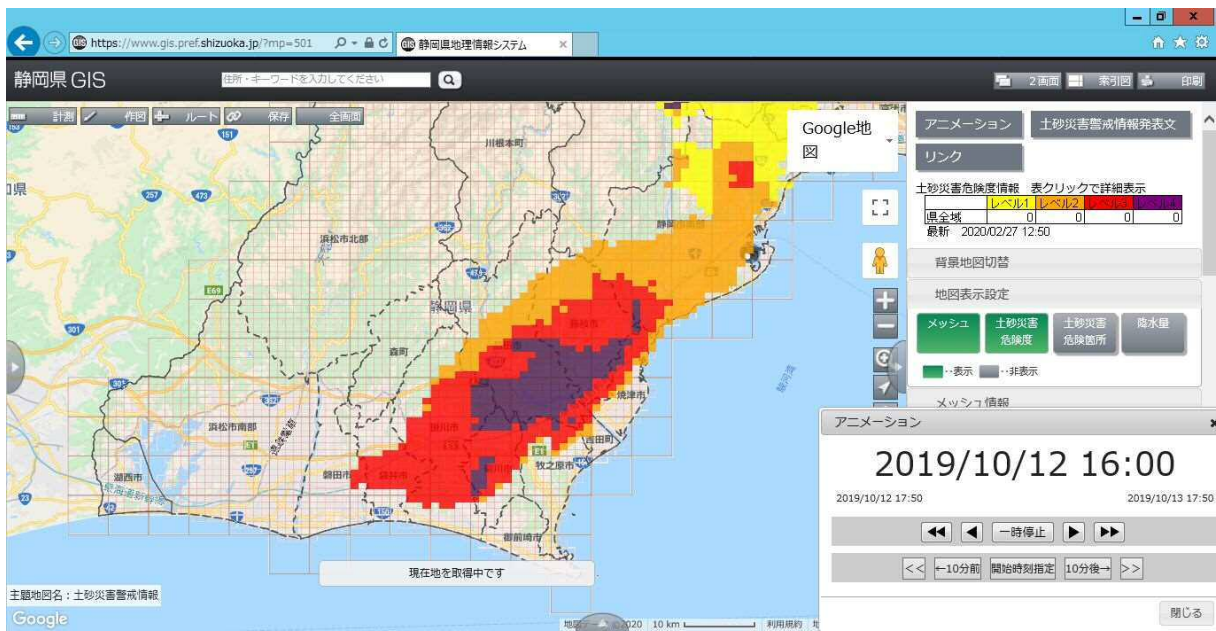 https://www.gis.pref.shizuoka.jp/?mp=501
静岡県地理情報システム
静岡県 GIS
住所・キーワードを入力してください
2画面
索引図
印刷
計測
作図
ルート
保存
全画面
Google地
図
アニメーション
土砂災害警戒情報発表文
リンク
土砂災害危険度情報 表クリックで詳細表示
レベル1 レベル2 レベル3 レベル4
県全域 0 0 0 0
最新 2020/02/27 12:50
背景地図切替
地図表示設定
メッシュ
土砂災害
危険度
土砂災害
危険箇所
降水量
‥表示
‥非表示
メッシュ情報
川根本町
151
257
473
浜松市北部
E69
静岡県
301
森町
焼津市
駿河湾
浜松市南部
吉田町
牧之原市
磐田市
湖西市
東海道新幹線
御前崎市
23
現在地を取得中です
主題地図名：土砂災害警戒情報
Google
10 km
利用規約
アニメーション
2019/10/12 16:00
2019/10/12 17:50
2019/10/13 17:50
一時停止
<<
←10分前
開始時刻指定
10分後→
>>
閉じる